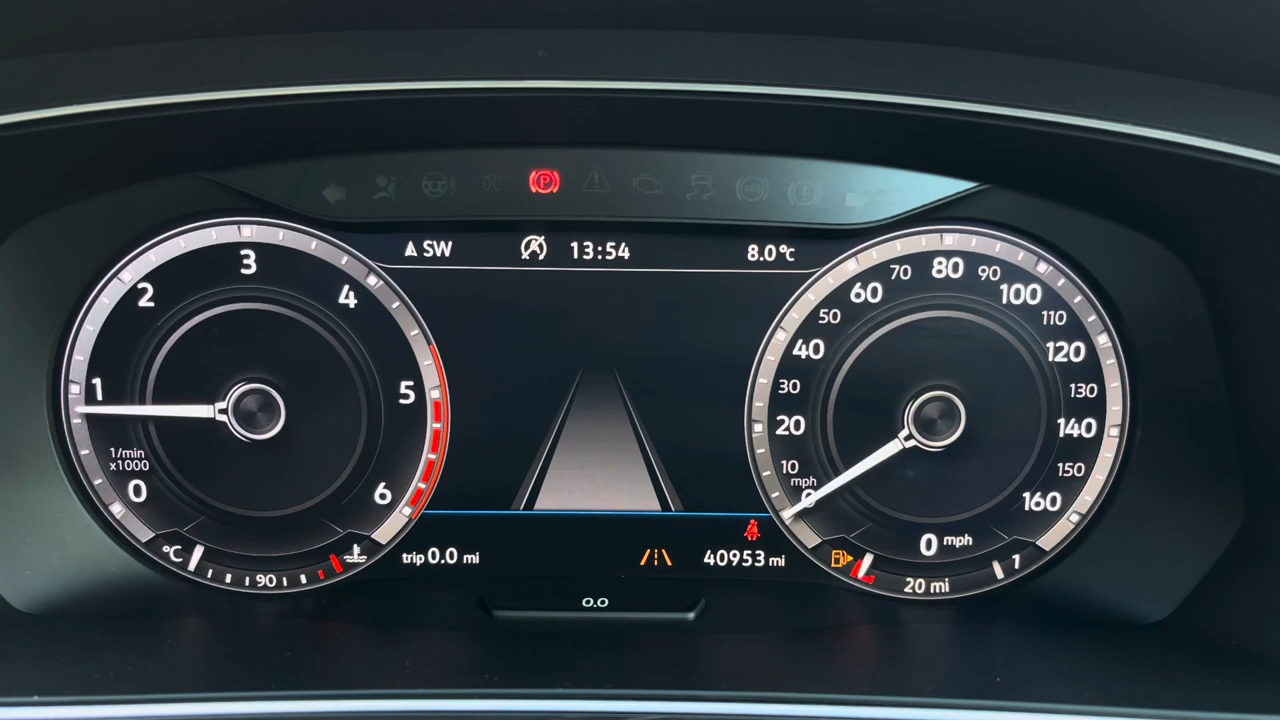 SW 13:54 8.0°C
0 1 2 3 4 5 6
1/min
x1000
°C 90
trip 0.0 mi
40953 mi
0.0
0 10 20 30 40 50 60 70 80 90 100 110 120 130 140 150 160
mph
0 mph
20 mi
1
P
ABS